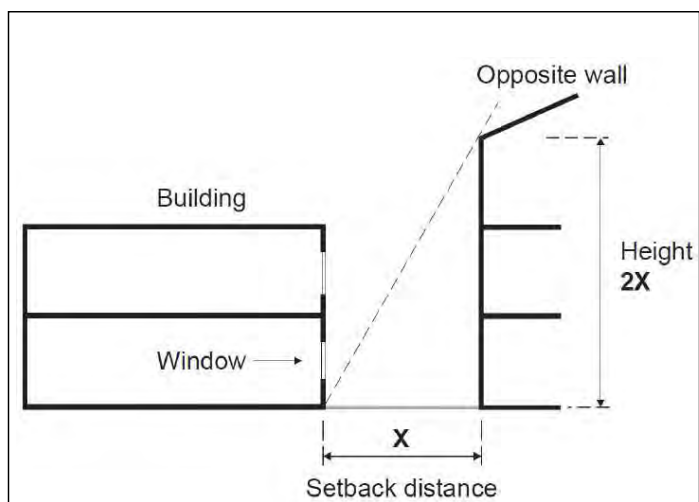 Opposite wall
Building
Height
2X
Window
X
Setback distance